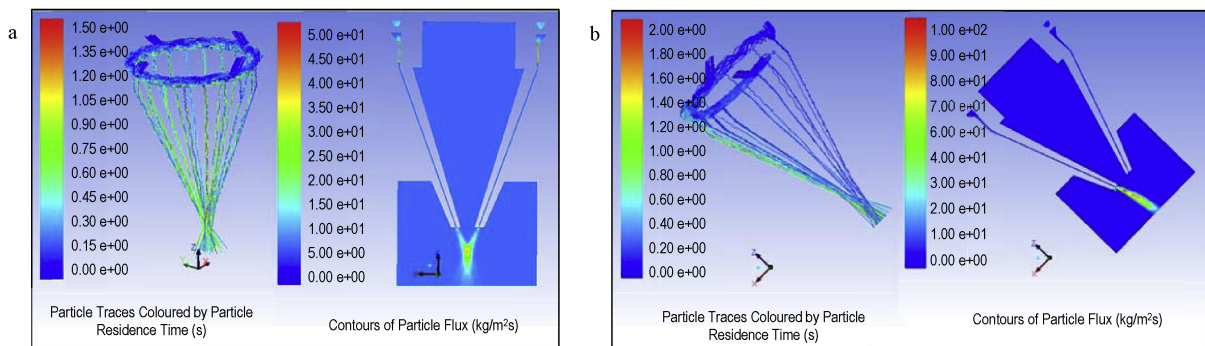 a
1.50 e+00
1.35 e+00
1.20 e+00
1.05 e+00
0.90 e+00
0.75 e+00
0.60 e+00
0.45 e+00
0.30 e+00
0.15 e+00
0.00 e+00
Z
Y
X
Particle Traces Coloured by Particle
Residence Time (s)
5.00 e+01
4.50 e+01
4.00 e+01
3.50 e+01
3.00 e+01
2.50 e+01
2.00 e+01
1.50 e+01
1.00 e+01
5.00 e+00
0.00 e+00
Contours of Particle Flux (kg/m²s)
b
2.00 e+00
1.80 e+00
1.60 e+00
1.40 e+00
1.20 e+00
1.00 e+00
0.80 e+00
0.60 e+00
0.40 e+00
0.20 e+00
0.00 e+00
Z
X
Particle Traces Coloured by Particle
Residence Time (s)
1.00 e+02
9.00 e+01
8.00 e+01
7.00 e+01
6.00 e+01
5.00 e+01
4.00 e+01
3.00 e+01
2.00 e+01
1.00 e+01
0.00 e+00
Z
X
Contours of Particle Flux (kg/m²s)